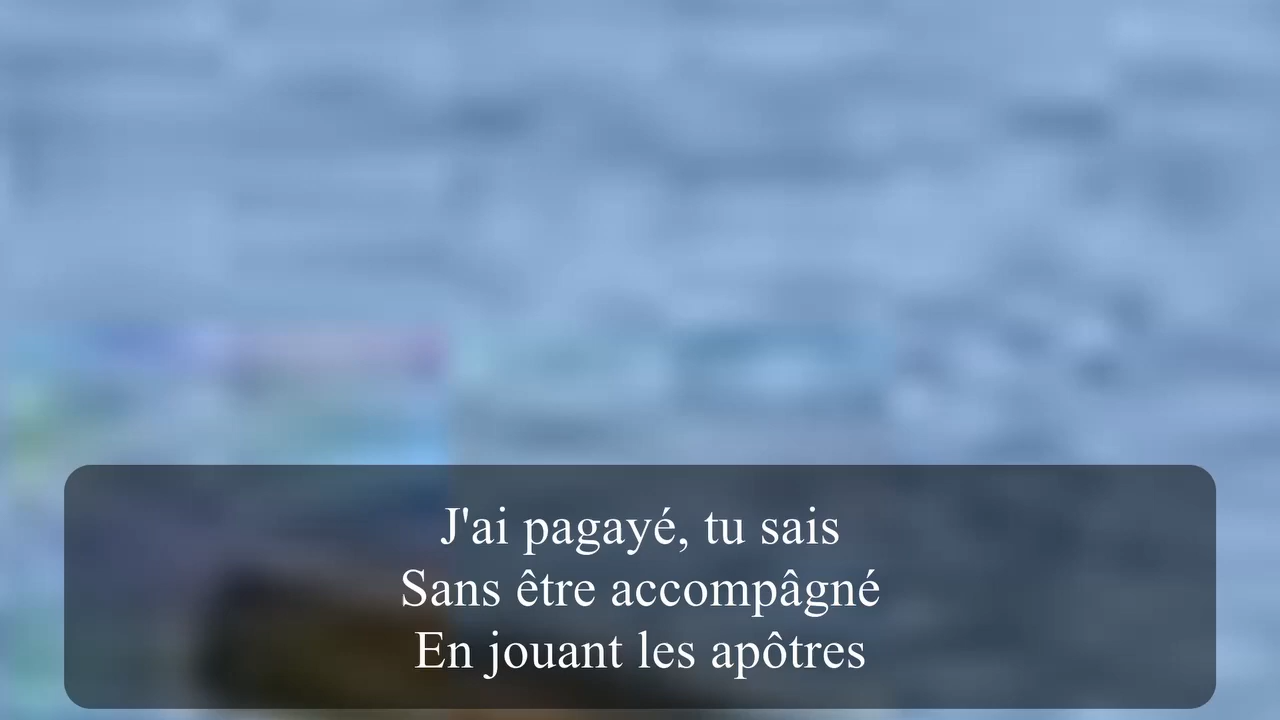 J'ai pagayé, tu sais
Sans être accompâgné
En jouant les apôtres